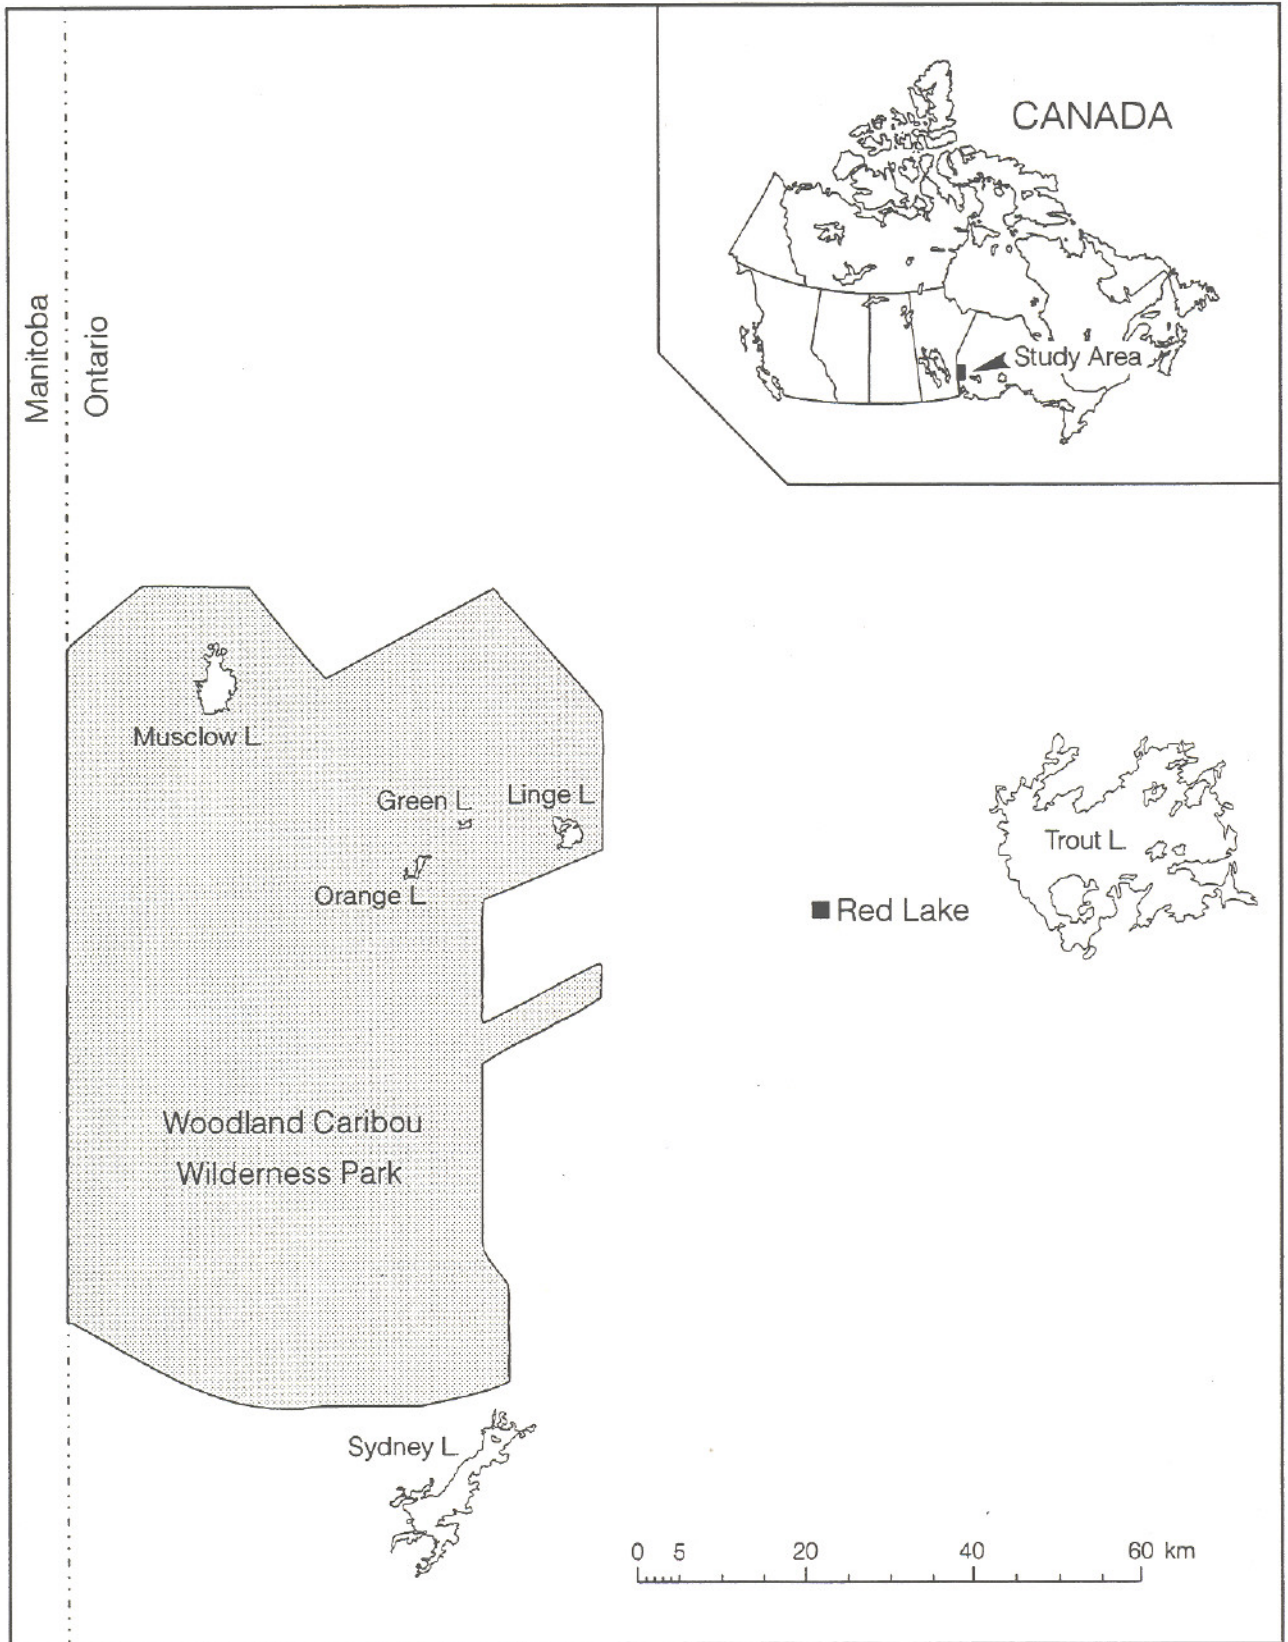 CANADA
Study Area
Manitoba
Ontario
Musclow L.
Green L.
Linge L.
Orange L.
Trout L.
Red Lake
Woodland Caribou
Wilderness Park
Sydney L.
0 5 20 40 60 km